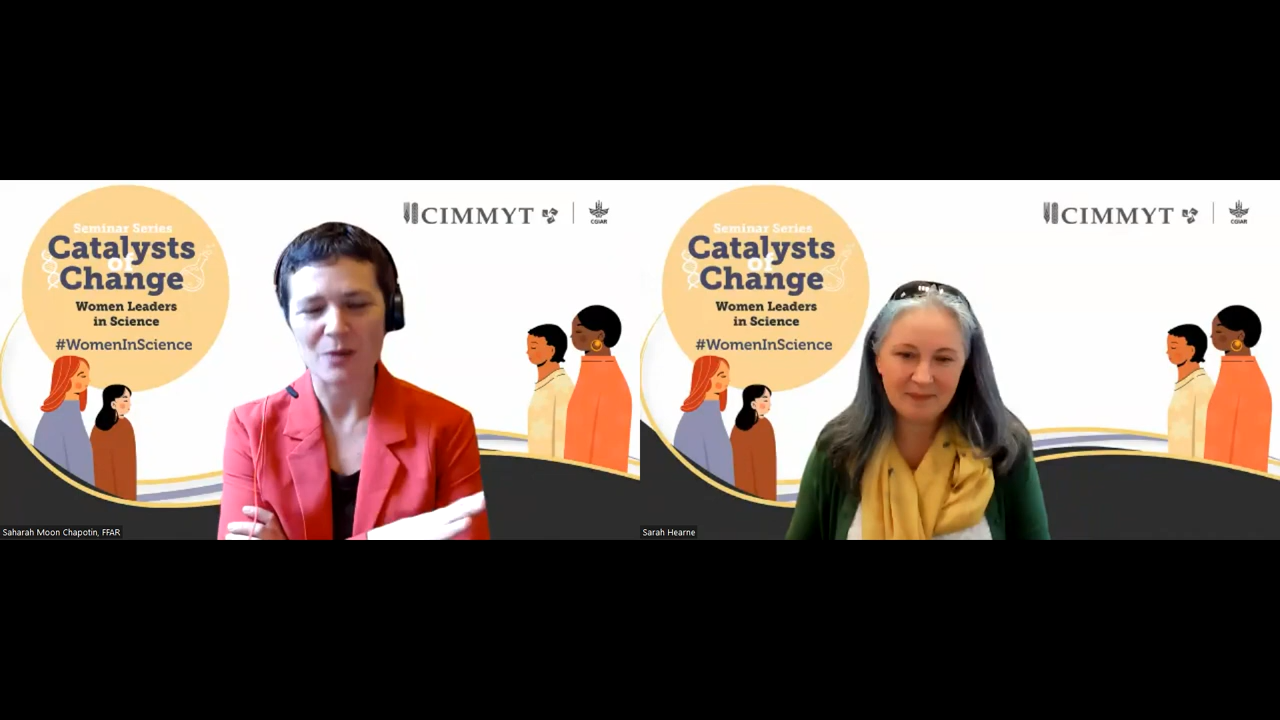 Seminar Series
Catalysts
of
Change
Women Leaders
in Science
#WomenInScience
CIMMYT
CGIAR
Saharah Moon Chapotin, FFAR
Seminar Series
Catalysts
of
Change
Women Leaders
in Science
#WomenInScience
CIMMYT
CGIAR
Sarah Hearne